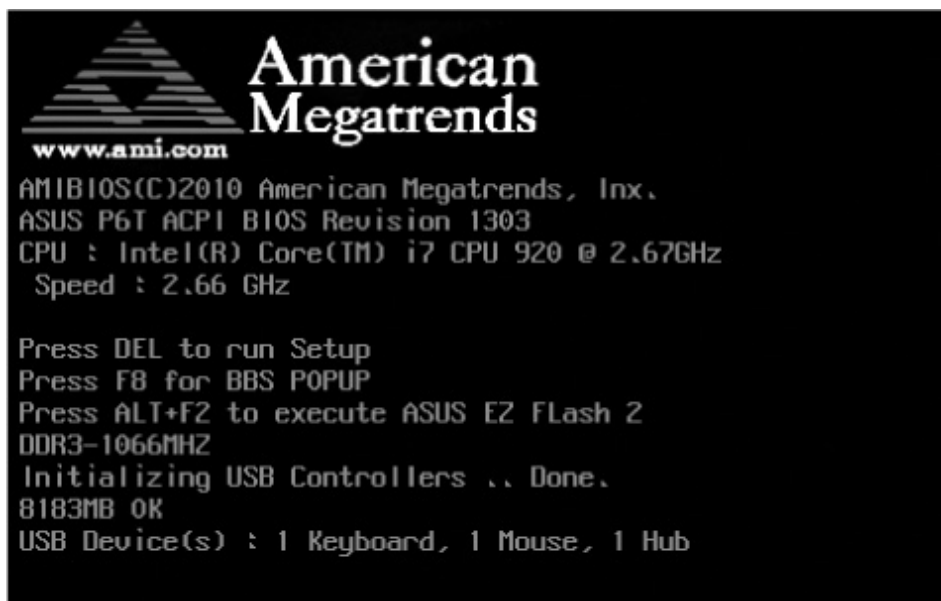 American
Megatrends
www.ami.com
AMIBIOS(C)2010 American Megatrends, Inx.
ASUS P6T ACPI BIOS Revision 1303
CPU : Intel(R) Core(TM) i7 CPU 920 @ 2.67GHz
Speed : 2.66 GHz
Press DEL to run Setup
Press F8 for BBS POPUP
Press ALT+F2 to execute ASUS EZ FLash 2
DDR3-1066MHZ
Initializing USB Controllers .. Done.
8183MB OK
USB Device(s) : 1 Keyboard, 1 Mouse, 1 Hub